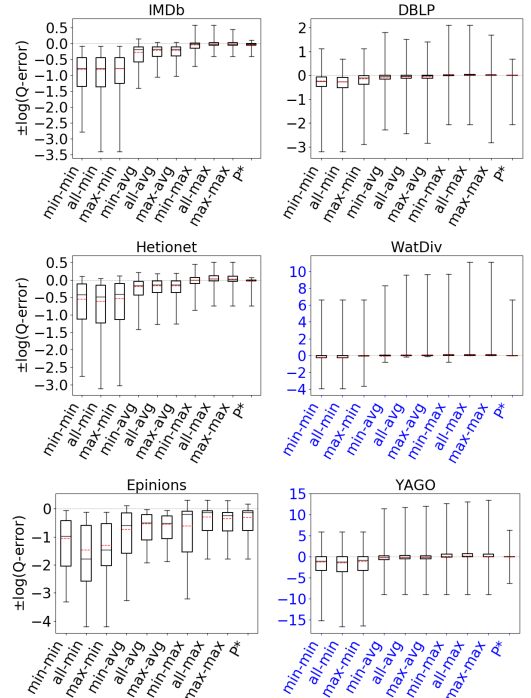 IMDb
±log(Q-error)
0.5
0.0
−0.5
−1.0
−1.5
−2.0
−2.5
−3.0
−3.5
min-min
all-min
max-min
min-avg
all-avg
max-avg
min-max
all-max
max-max
P*
DBLP
2
1
0
−1
−2
−3
min-min
all-min
max-min
min-avg
all-avg
max-avg
min-max
all-max
max-max
P*
Hetionet
±log(Q-error)
0.5
0.0
−0.5
−1.0
−1.5
−2.0
−2.5
−3.0
min-min
all-min
max-min
min-avg
all-avg
max-avg
min-max
all-max
max-max
P*
WatDiv
10
8
6
4
2
0
−2
−4
min-min
all-min
max-min
min-avg
all-avg
max-avg
min-max
all-max
max-max
P*
Epinions
±log(Q-error)
0
−1
−2
−3
−4
min-min
all-min
max-min
min-avg
all-avg
max-avg
min-max
all-max
max-max
P*
YAGO
15
10
5
0
−5
−10
−15
min-min
all-min
max-min
min-avg
all-avg
max-avg
min-max
all-max
max-max
P*